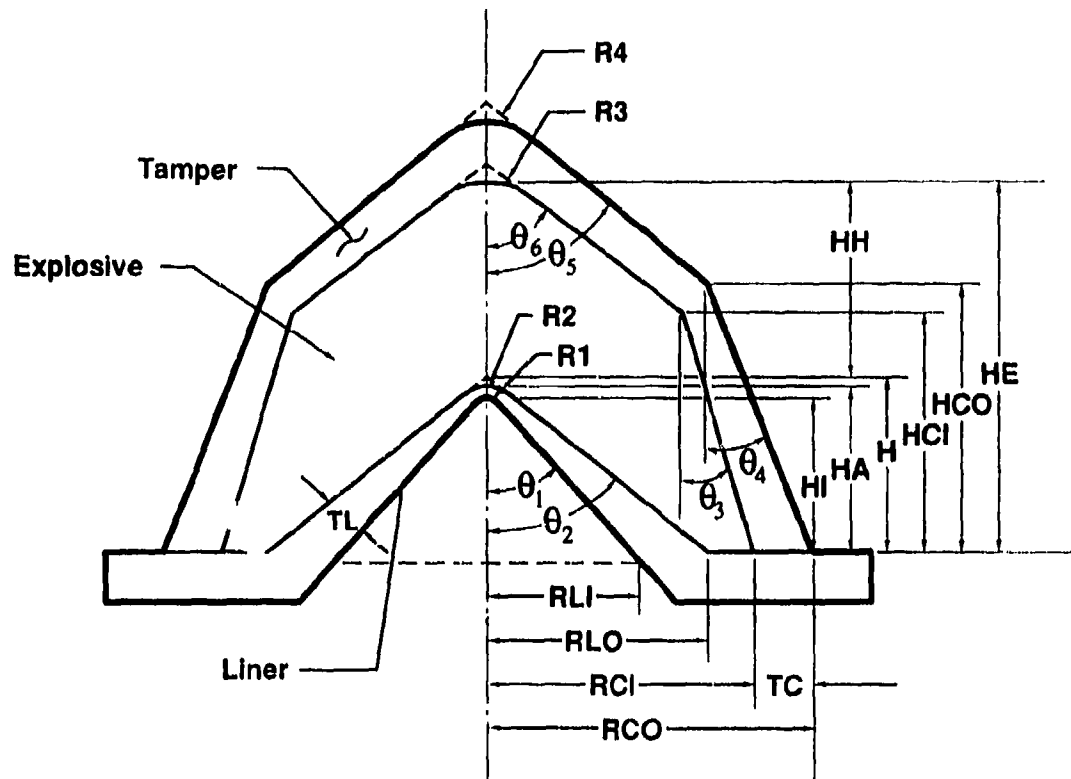 R4
R3
Tamper
Explosive
θ6
θ5
HH
R2
R1
HE
HCO
HCI
H
HA
HI
θ4
θ3
θ1
θ2
TL
RLI
RLO
Liner
RCI
TC
RCO